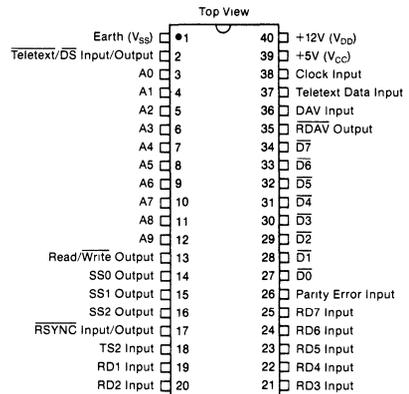 Top View
Earth (VSS) 1 40 +12V (VDD)
Teletext/DS Input/Output 2 39 +5V (VCC)
A0 3 38 Clock Input
A1 4 37 Teletext Data Input
A2 5 36 DAV Input
A3 6 35 RDAV Output
A4 7 34 D7
A5 8 33 D6
A6 9 32 D5
A7 10 31 D4
A8 11 30 D3
A9 12 29 D2
Read/Write Output 13 28 D1
SS0 Output 14 27 D0
SS1 Output 15 26 Parity Error Input
SS2 Output 16 25 RD7 Input
RSYNC Input/Output 17 24 RD6 Input
TS2 Input 18 23 RD5 Input
RD1 Input 19 22 RD4 Input
RD2 Input 20 21 RD3 Input